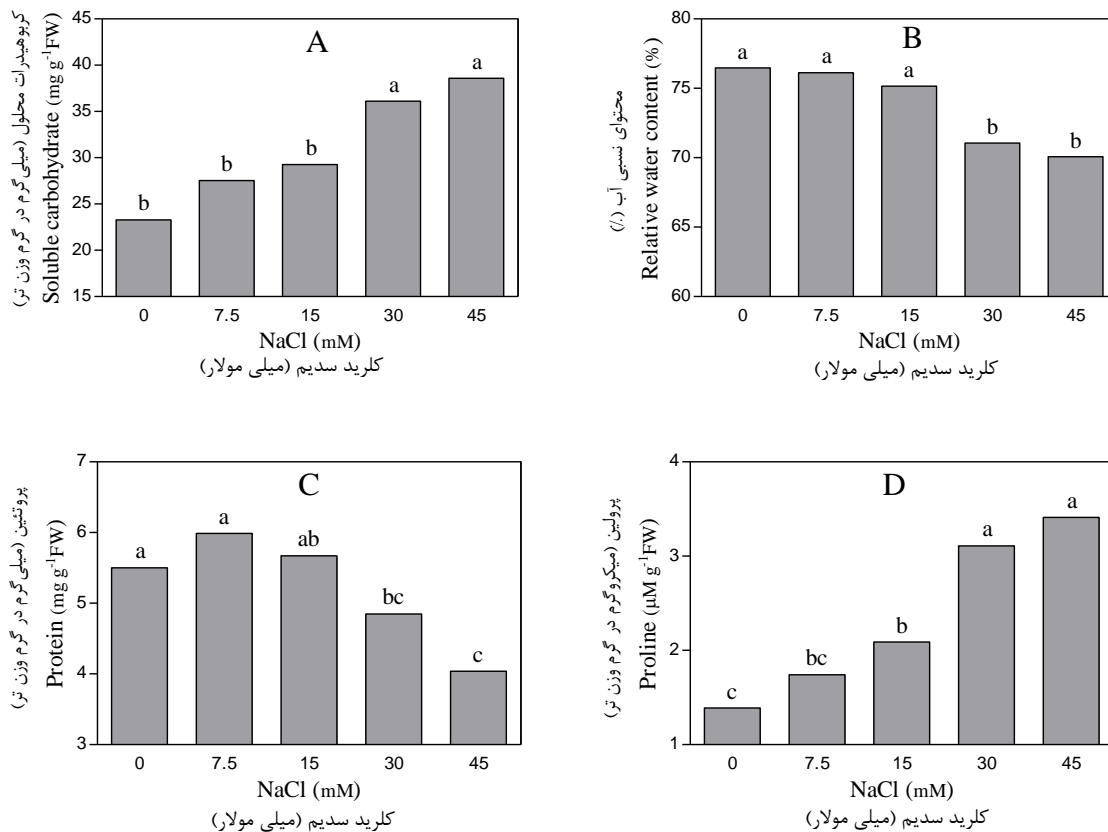 A
کربوهیدرات محلول (میلی گرم در گرم وزن تر)
Soluble carbohydrate (mg g⁻¹FW)
45
40
35
30
25
20
15
b
b
b
a
a
0 7.5 15 30 45
NaCl (mM)
کلرید سدیم (میلی مولار)
B
محتوای نسبی آب (٪)
Relative water content (%)
80
75
70
65
60
a
a
a
b
b
0 7.5 15 30 45
NaCl (mM)
کلرید سدیم (میلی مولار)
C
پروتئین (میلی گرم در گرم وزن تر)
Protein (mg g⁻¹FW)
7
6
5
4
3
a
a
ab
bc
c
0 7.5 15 30 45
NaCl (mM)
کلرید سدیم (میلی مولار)
D
پرولین (میکروگرم در گرم وزن تر)
Proline (µM g⁻¹FW)
4
3
2
1
c
bc
b
a
a
0 7.5 15 30 45
NaCl (mM)
کلرید سدیم (میلی مولار)